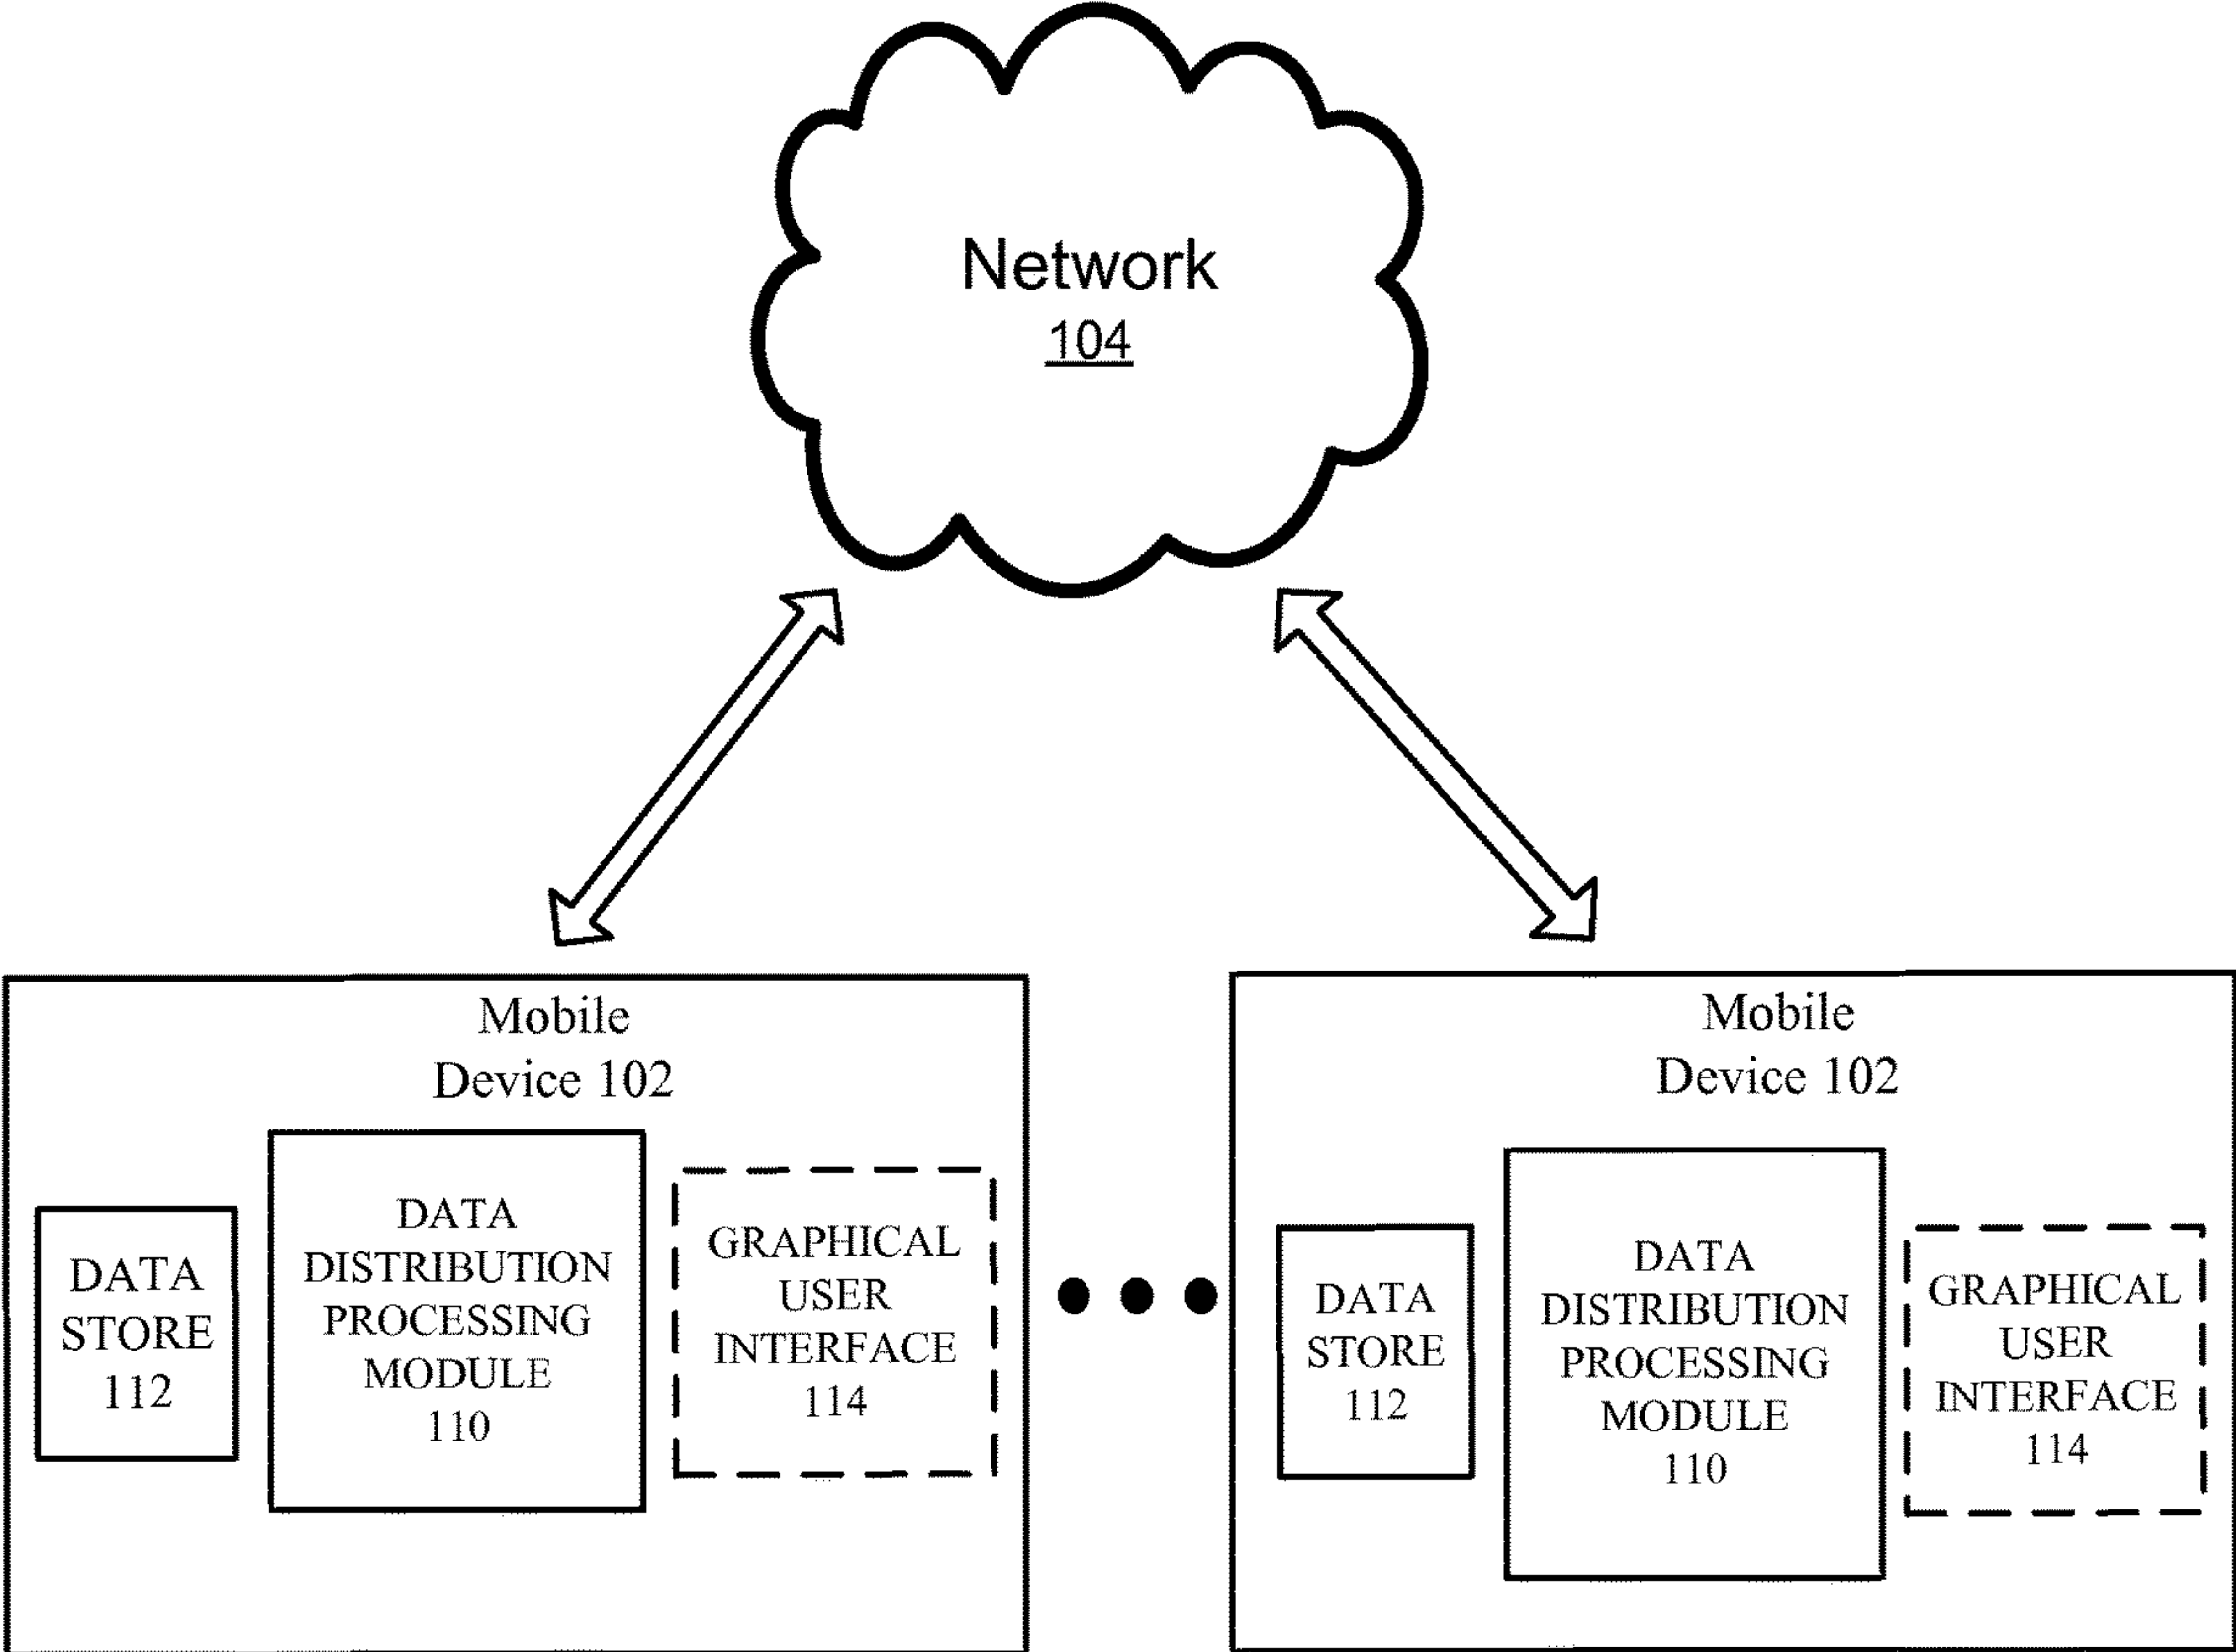 Network
104
Mobile
Device 102
DATA
STORE
112
DATA
DISTRIBUTION
PROCESSING
MODULE
110
GRAPHICAL
USER
INTERFACE
114
Mobile
Device 102
DATA
STORE
112
DATA
DISTRIBUTION
PROCESSING
MODULE
110
GRAPHICAL
USER
INTERFACE
114